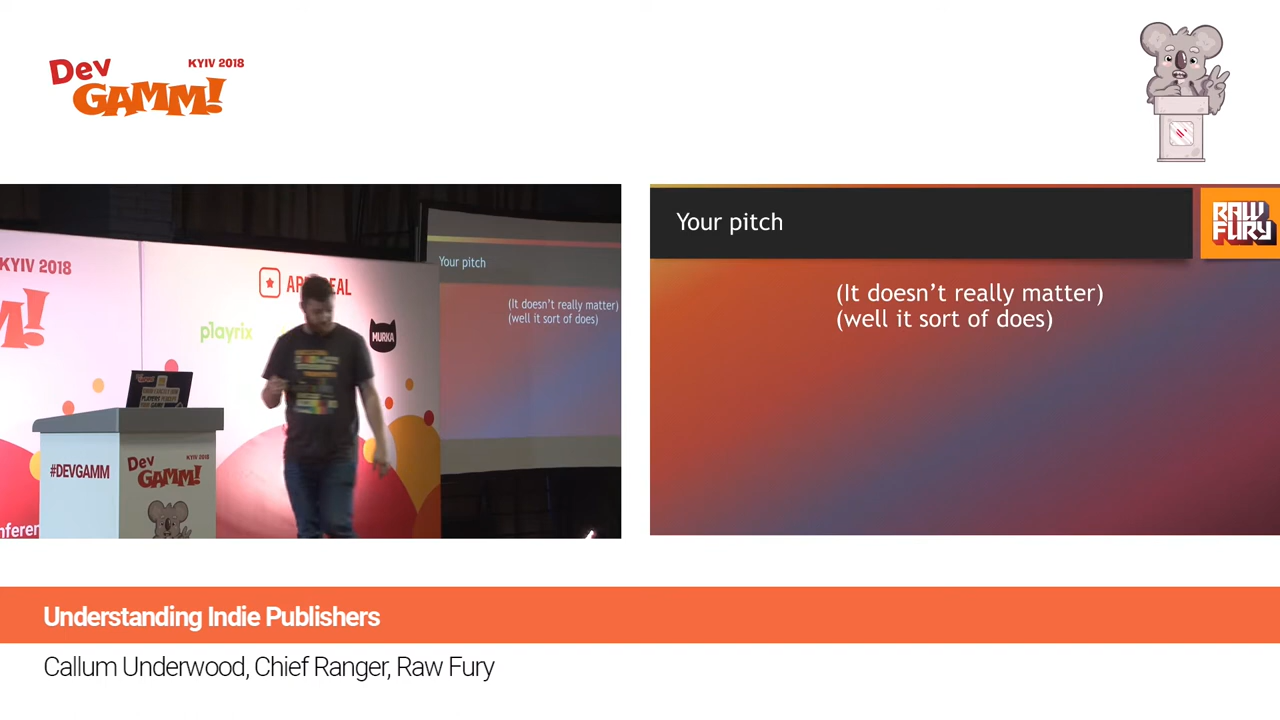 Dev
GAMM!
KYIV 2018
KYIV 2018
playrix
MURKA
#DEVGAMM
Dev
GAMM!
KYIV 2018
Your pitch
(It doesn't really matter)
(well it sort of does)
Your pitch
RAW
FURY
(It doesn’t really matter)
(well it sort of does)
Understanding Indie Publishers
Callum Underwood, Chief Ranger, Raw Fury